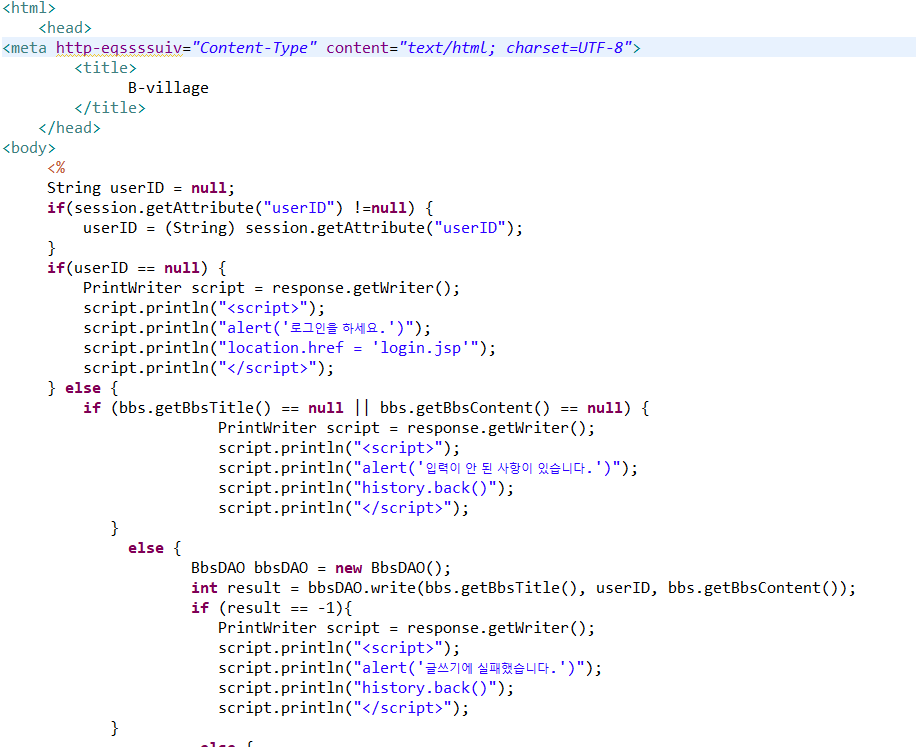 <html>
<head>
<meta http-eqssssuiv="Content-Type" content="text/html; charset=UTF-8">
<title>
B-village
</title>
</head>
<body>
<%
String userID = null;
if(session.getAttribute("userID") !=null) {
userID = (String) session.getAttribute("userID");
}
if(userID == null) {
PrintWriter script = response.getWriter();
script.println("<script>");
script.println("alert('로그인을 하세요.')");
script.println("location.href = 'login.jsp'");
script.println("</script>");
} else {
if (bbs.getBbsTitle() == null || bbs.getBbsContent() == null) {
PrintWriter script = response.getWriter();
script.println("<script>");
script.println("alert('입력이 안 된 사항이 있습니다.')");
script.println("history.back()");
script.println("</script>");
}
else {
BbsDAO bbsDAO = new BbsDAO();
int result = bbsDAO.write(bbs.getBbsTitle(), userID, bbs.getBbsContent());
if (result == -1){
PrintWriter script = response.getWriter();
script.println("<script>");
script.println("alert('글쓰기에 실패했습니다.')");
script.println("history.back()");
script.println("</script>");
}
else {